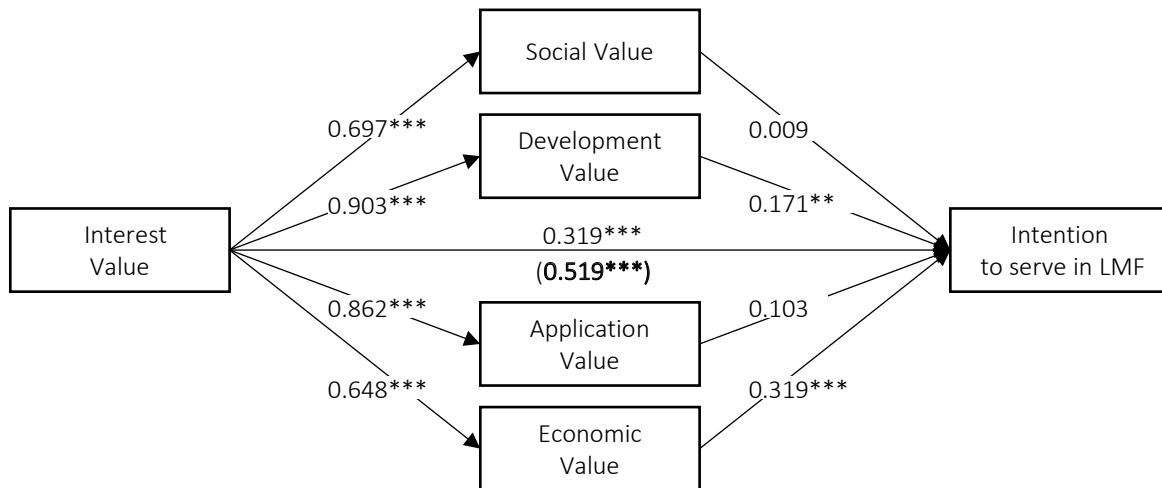 Social Value
0.697***
0.009
Development
Value
0.903***
0.171**
Interest
Value
0.319***
(0.519***)
Intention
to serve in LMF
0.862***
0.103
Application
Value
0.648***
0.319***
Economic
Value